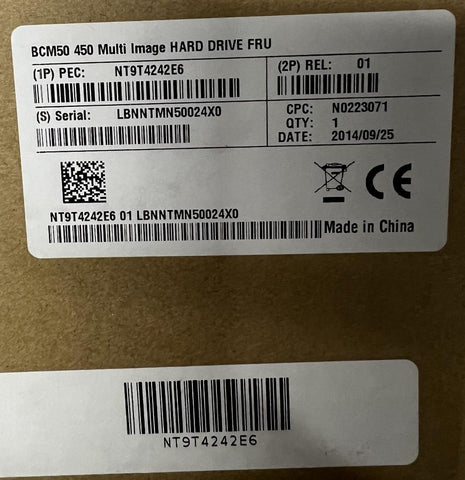 BCM50 450 Multi Image HARD DRIVE FRU
(1P) PEC: NT9T4242E6
(2P) REL: 01
(S) Serial: LBNNTMN50024X0
CPC: N0223071
QTY: 1
DATE: 2014/09/25
CE
NT9T4242E6 01 LBNNTMN50024X0
Made in China
NT9T4242E6